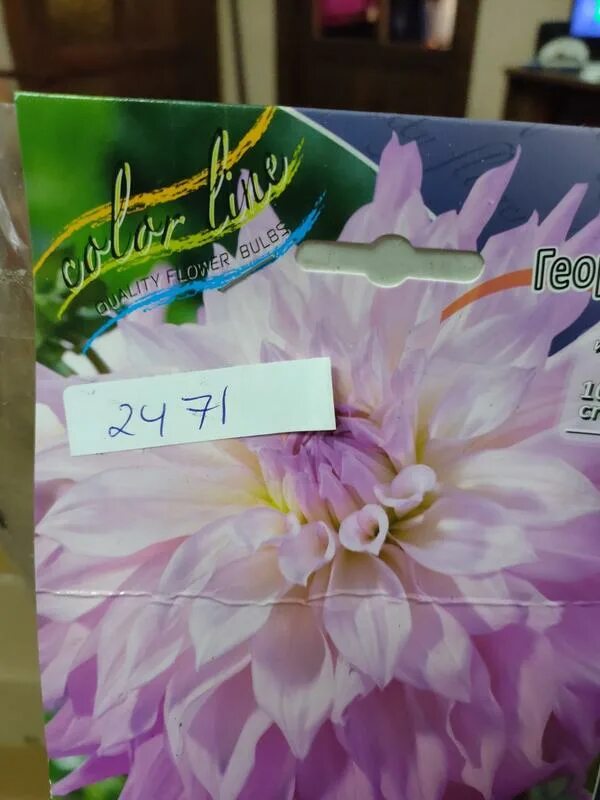 color line
QUALITY FLOWER BULBS
Геор
2471